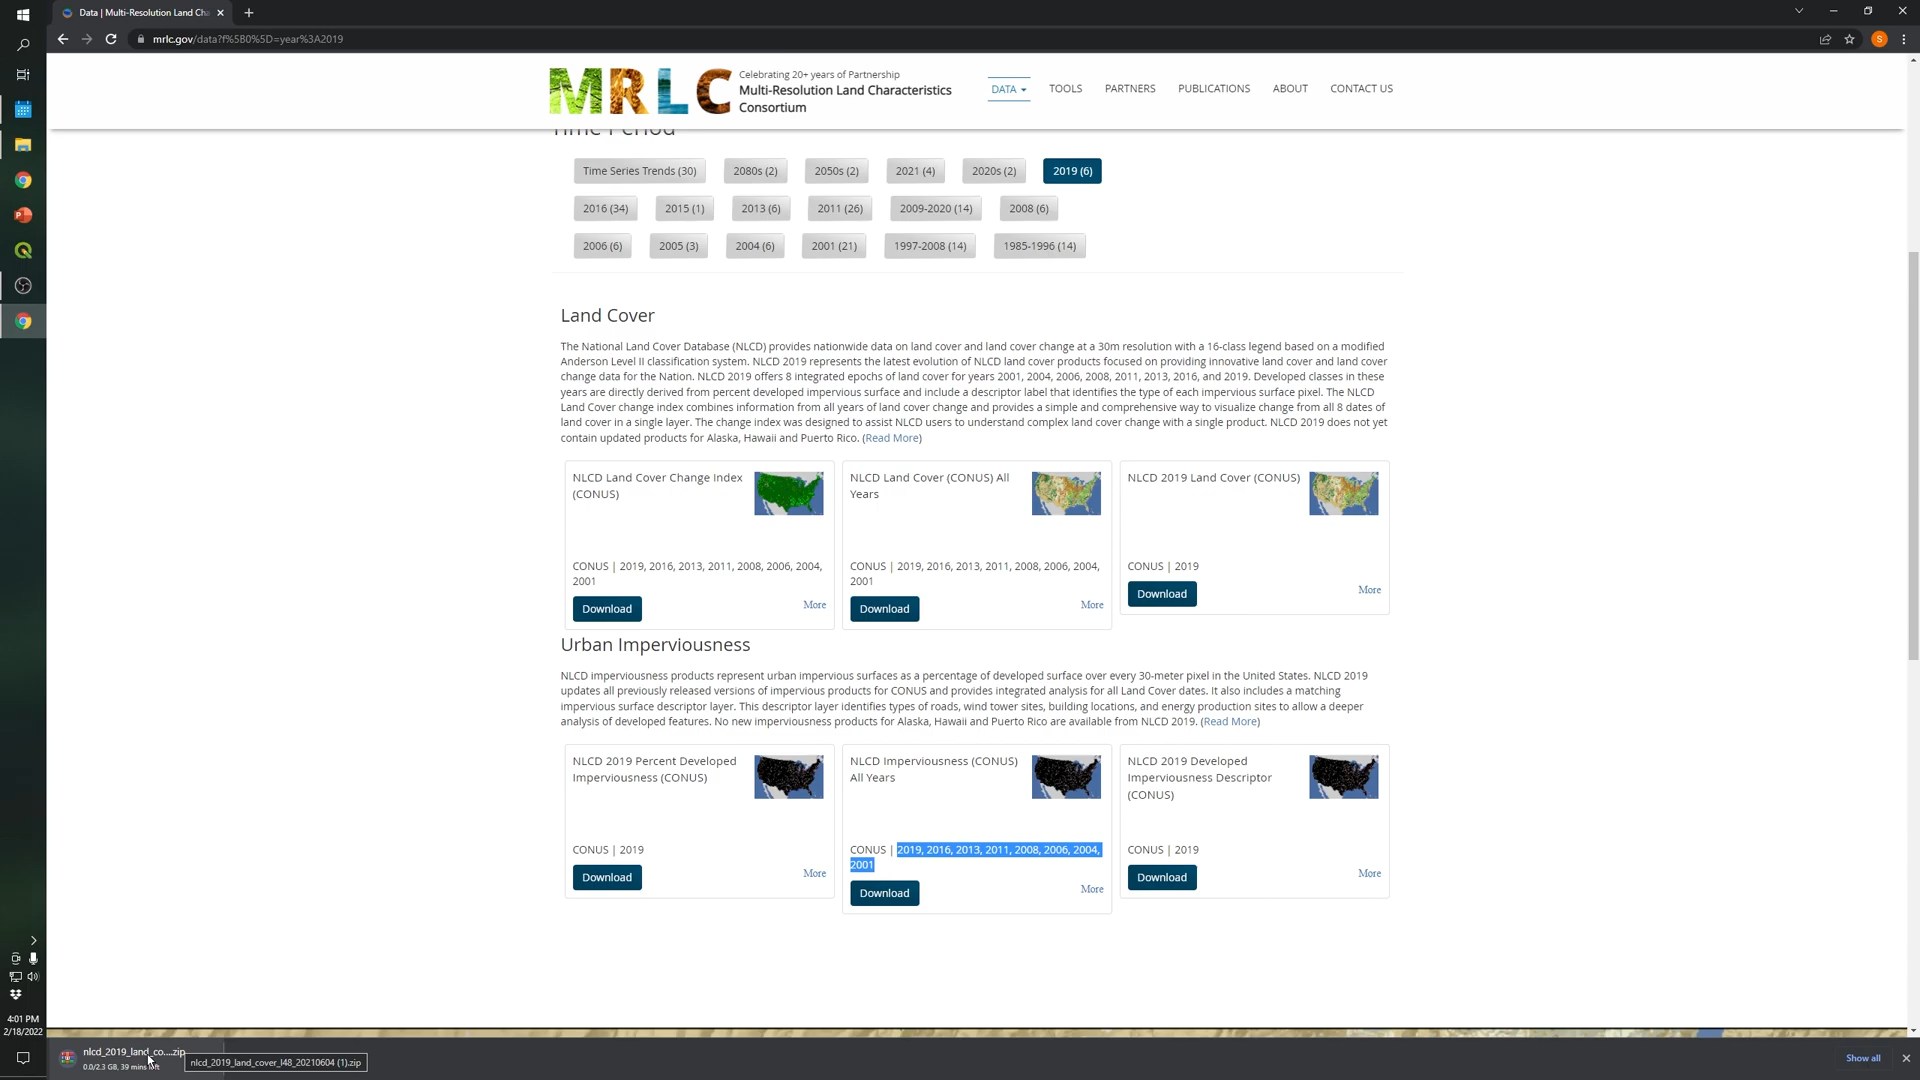 Data | Multi-Resolution Land Cha
mrlc.gov/data?f%5B0%5D=year%3A2019
S
MRLC
Celebrating 20+ years of Partnership
Multi-Resolution Land Characteristics
Consortium
DATA
TOOLS
PARTNERS
PUBLICATIONS
ABOUT
CONTACT US
Time Period
Time Series Trends (30)
2080s (2)
2050s (2)
2021 (4)
2020s (2)
2019 (6)
2016 (34)
2015 (1)
2013 (6)
2011 (26)
2009-2020 (14)
2008 (6)
2006 (6)
2005 (3)
2004 (6)
2001 (21)
1997-2008 (14)
1985-1996 (14)
Land Cover
The National Land Cover Database (NLCD) provides nationwide data on land cover and land cover change at a 30m resolution with a 16-class legend based on a modified
Anderson Level II classification system. NLCD 2019 represents the latest evolution of NLCD land cover products focused on providing innovative land cover and land cover
change data for the Nation. NLCD 2019 offers 8 integrated epochs of land cover for years 2001, 2004, 2006, 2008, 2011, 2013, 2016, and 2019. Developed classes in these
years are directly derived from percent developed impervious surface and include a descriptor label that identifies the type of each impervious surface pixel. The NLCD
Land Cover change index combines information from all years of land cover change and provides a simple and comprehensive way to visualize change from all 8 dates of
land cover in a single layer. The change index was designed to assist NLCD users to understand complex land cover change with a single product. NLCD 2019 does not yet
contain updated products for Alaska, Hawaii and Puerto Rico. (Read More)
NLCD Land Cover Change Index
(CONUS)
CONUS | 2019, 2016, 2013, 2011, 2008, 2006, 2004,
2001
Download
More
NLCD Land Cover (CONUS) All
Years
CONUS | 2019, 2016, 2013, 2011, 2008, 2006, 2004,
2001
Download
More
NLCD 2019 Land Cover (CONUS)
CONUS | 2019
Download
More
Urban Imperviousness
NLCD imperviousness products represent urban impervious surfaces as a percentage of developed surface over every 30-meter pixel in the United States. NLCD 2019
updates all previously released versions of impervious products for CONUS and provides integrated analysis for all Land Cover dates. It also includes a matching
impervious surface descriptor layer. This descriptor layer identifies types of roads, wind tower sites, building locations, and energy production sites to allow a deeper
analysis of developed features. No new imperviousness products for Alaska, Hawaii and Puerto Rico are available from NLCD 2019. (Read More)
NLCD 2019 Percent Developed
Imperviousness (CONUS)
CONUS | 2019
Download
More
NLCD Imperviousness (CONUS)
All Years
CONUS | 2019, 2016, 2013, 2011, 2008, 2006, 2004,
2001
Download
More
NLCD 2019 Developed
Imperviousness Descriptor
(CONUS)
CONUS | 2019
Download
More
4:01 PM
2/18/2022
nlcd_2019_land_co....zip
0.0/2.3 GB, 39 mins left
nlcd_2019_land_cover_l48_20210604 (1).zip
Show all